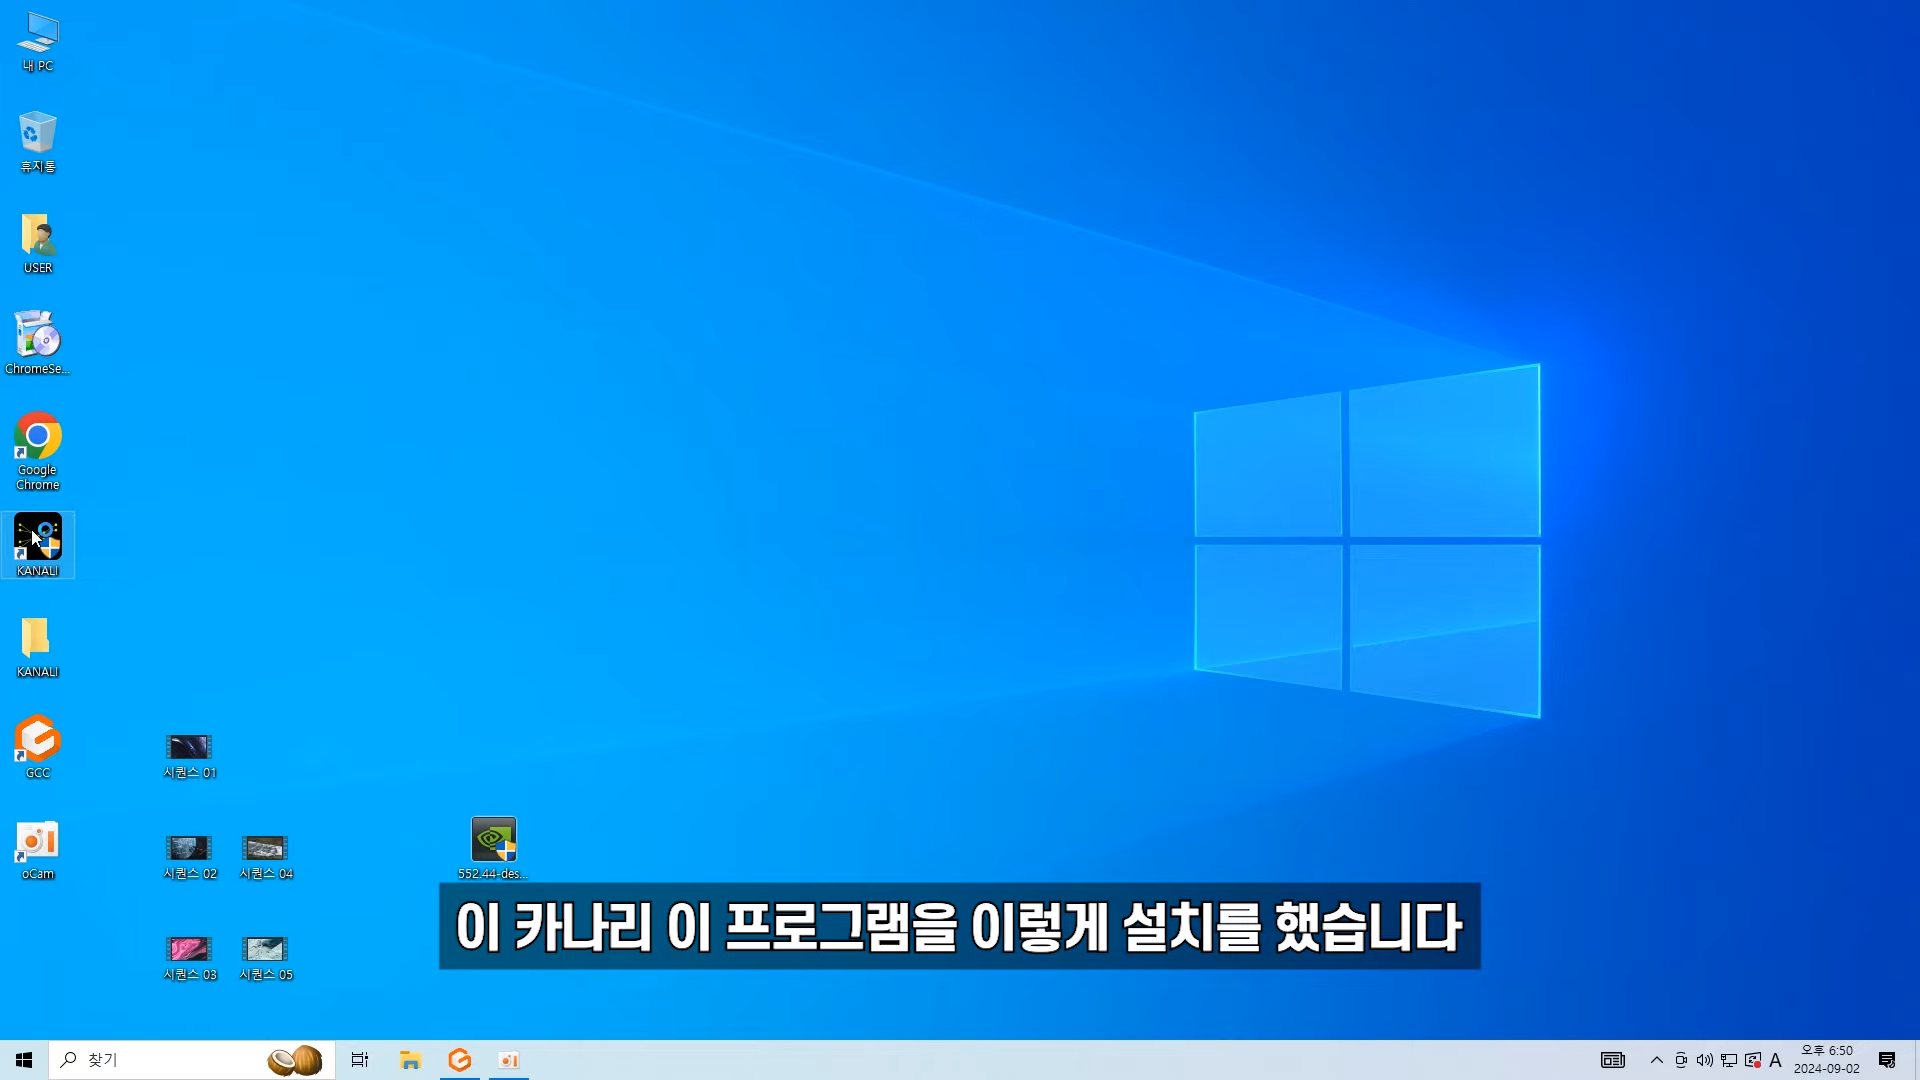 내 PC
휴지통
USER
ChromeSe...
Google
Chrome
KANALI
KANALI
GCC
oCam
시퀀스 01
시퀀스 02
시퀀스 04
시퀀스 03
시퀀스 05
552.44-des...
이 카나리 이 프로그램을 이렇게 설치를 했습니다
찾기
A
오후 6:50
2024-09-02